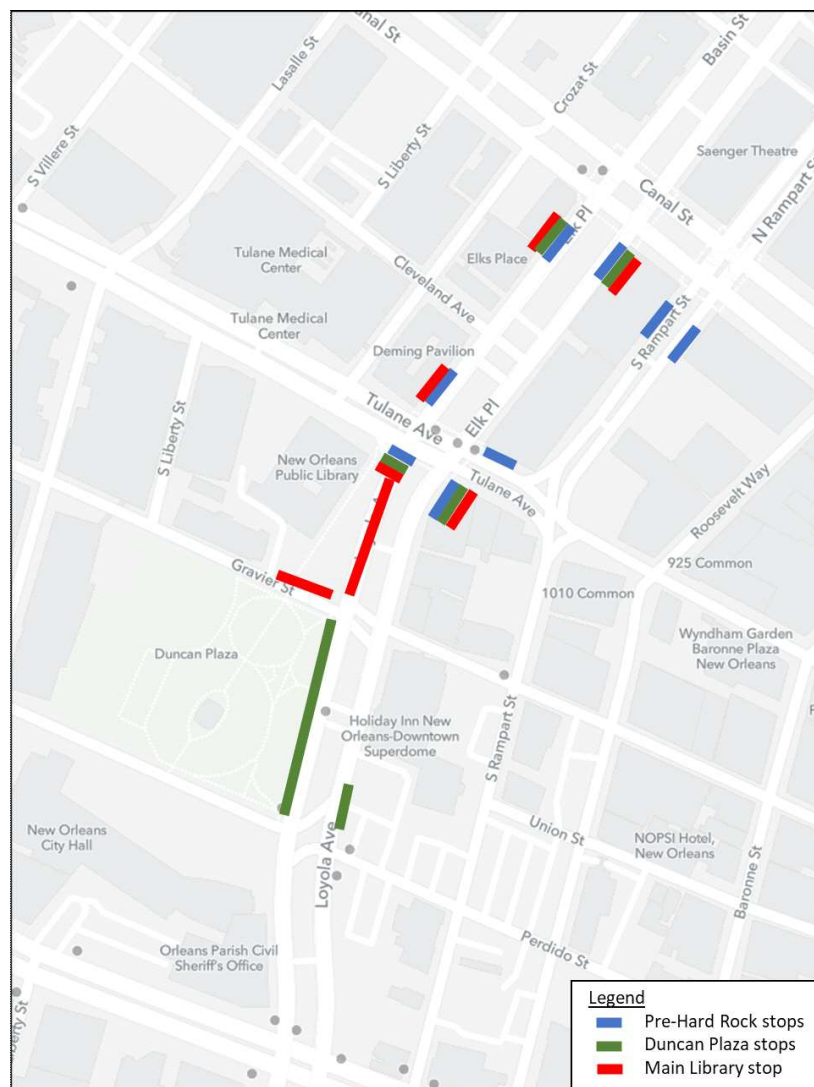 Canal St
Basin St
Lasalle St
Crozat St
S Liberty St
S Villere St
Saenger Theatre
Canal St
N Rampart St
Elk Pl
Tulane Medical
Center
Elks Place
Cleveland Ave
Tulane Medical
Center
S Rampart St
Deming Pavilion
Tulane Ave
Elk Pl
S Liberty St
New Orleans
Public Library
Tulane Ave
Roosevelt Way
925 Common
Gravier St
1010 Common
Duncan Plaza
Wyndham Garden
Baronne Plaza
New Orleans
Holiday Inn New
Orleans-Downtown
Superdome
S Rampart St
New Orleans
City Hall
Union St
NOPSI Hotel,
New Orleans
Loyola Ave
Baronne St
Perdido St
Orleans Parish Civil
Sheriff's Office
Liberty St
Legend
Pre-Hard Rock stops
Duncan Plaza stops
Main Library stop